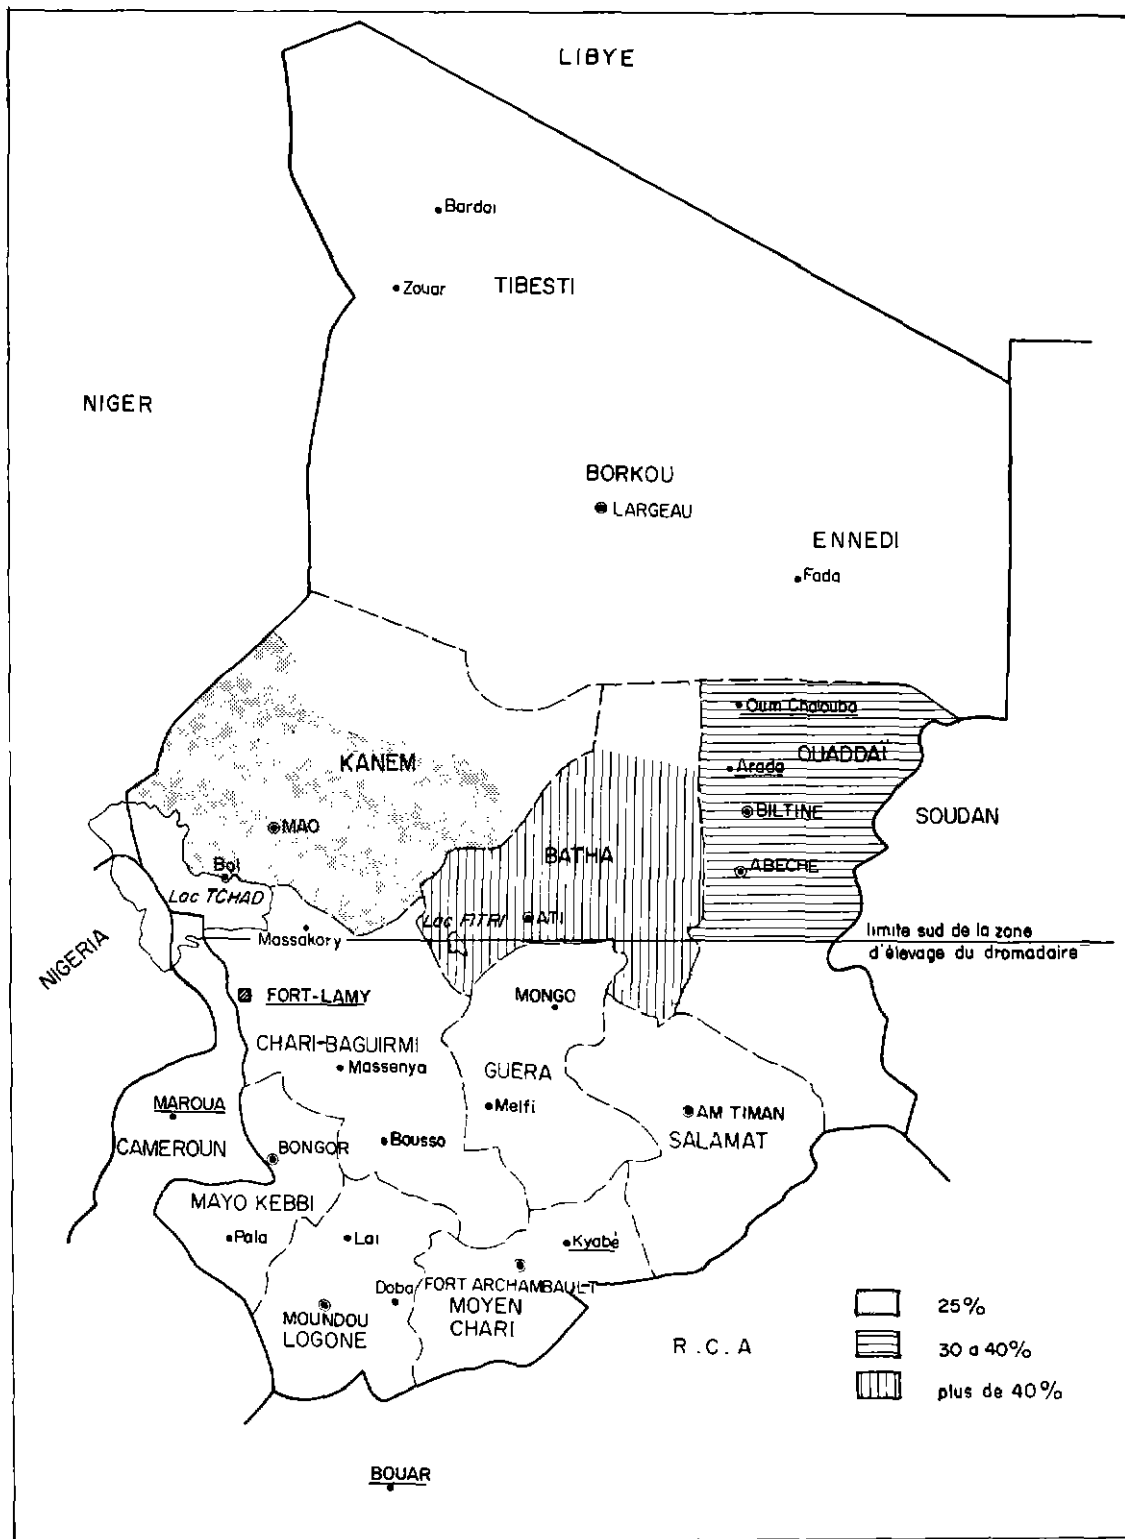 LIBYE
Bardai
Zouar
TIBESTI
NIGER
BORKOU
LARGEAU
ENNEDI
Fada
Oum Chalouba
OUADDAÏ
KANEM
Arada
BILTINE
SOUDAN
MAO
BATHA
Bol
ABECHE
Lac TCHAD
Lac FITRI
ATI
Massakory
limite sud de la zone
d'élevage du dromadaire
NIGERIA
FORT-LAMY
MONGO
CHARI-BAGUIRMI
Massenya
GUERA
MAROUA
Melfi
AM TIMAN
CAMEROUN
BONGOR
Bousso
SALAMAT
MAYO KEBBI
Pala
Lai
Kyabé
Doba
FORT ARCHAMBAULT
MOUNDOU
MOYEN
LOGONE
CHARI
R.C.A
25%
30 a 40%
plus de 40%
BOUAR